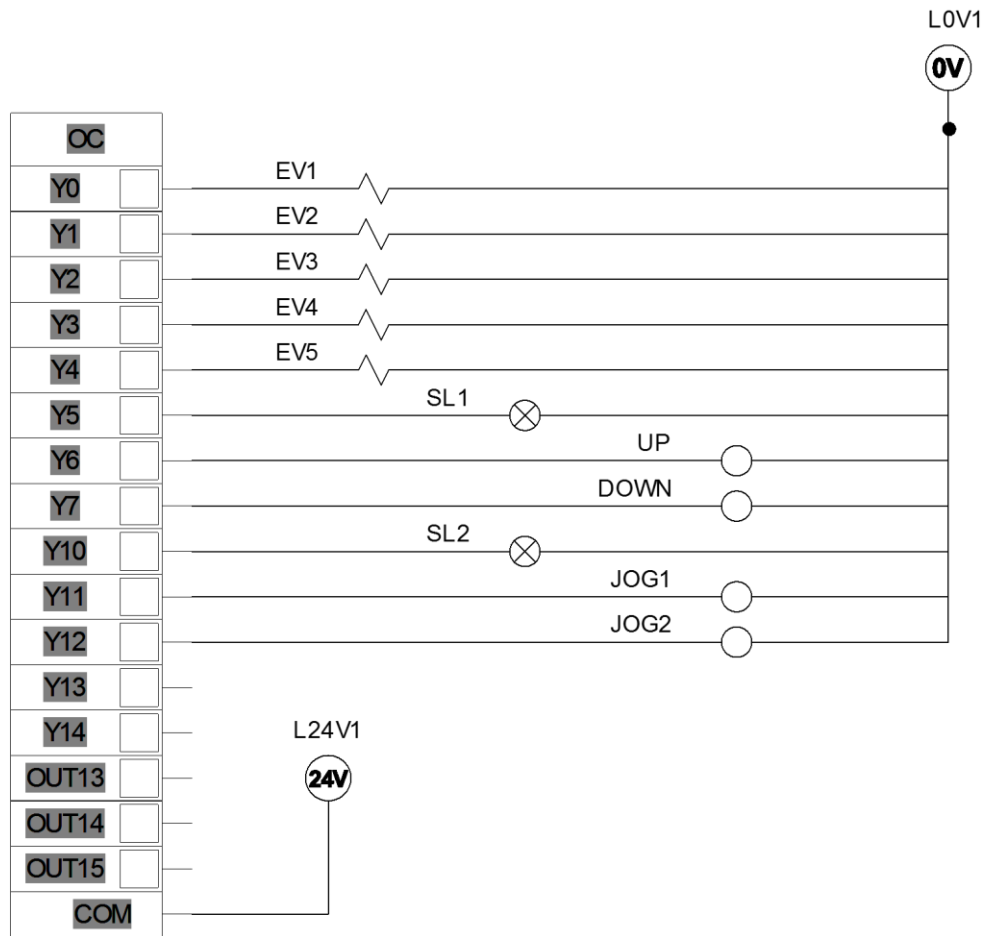 L0V1
0V
OC
Y0
EV1
Y1
EV2
Y2
EV3
Y3
EV4
Y4
EV5
Y5
SL1
Y6
UP
Y7
DOWN
Y10
SL2
Y11
JOG1
Y12
JOG2
Y13
Y14
L24V1
OUT13
24V
OUT14
OUT15
COM